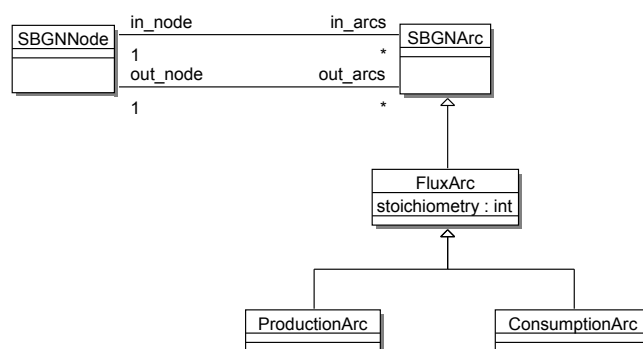 in_node in_arcs
SBGNNode SBGNArc
1 *
out_node out_arcs
1 *
FluxArc
stoichiometry : int
ProductionArc ConsumptionArc